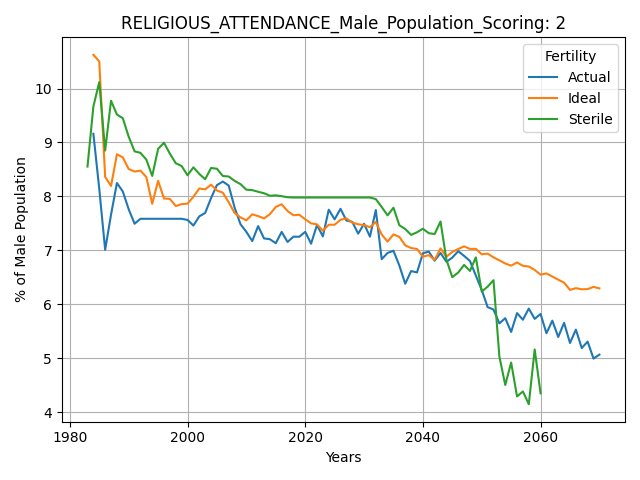 RELIGIOUS_ATTENDANCE_Male_Population_Scoring: 2
Fertility
Actual
Ideal
Sterile
% of Male Population
10
9
8
7
6
5
4
1980
2000
2020
2040
2060
Years